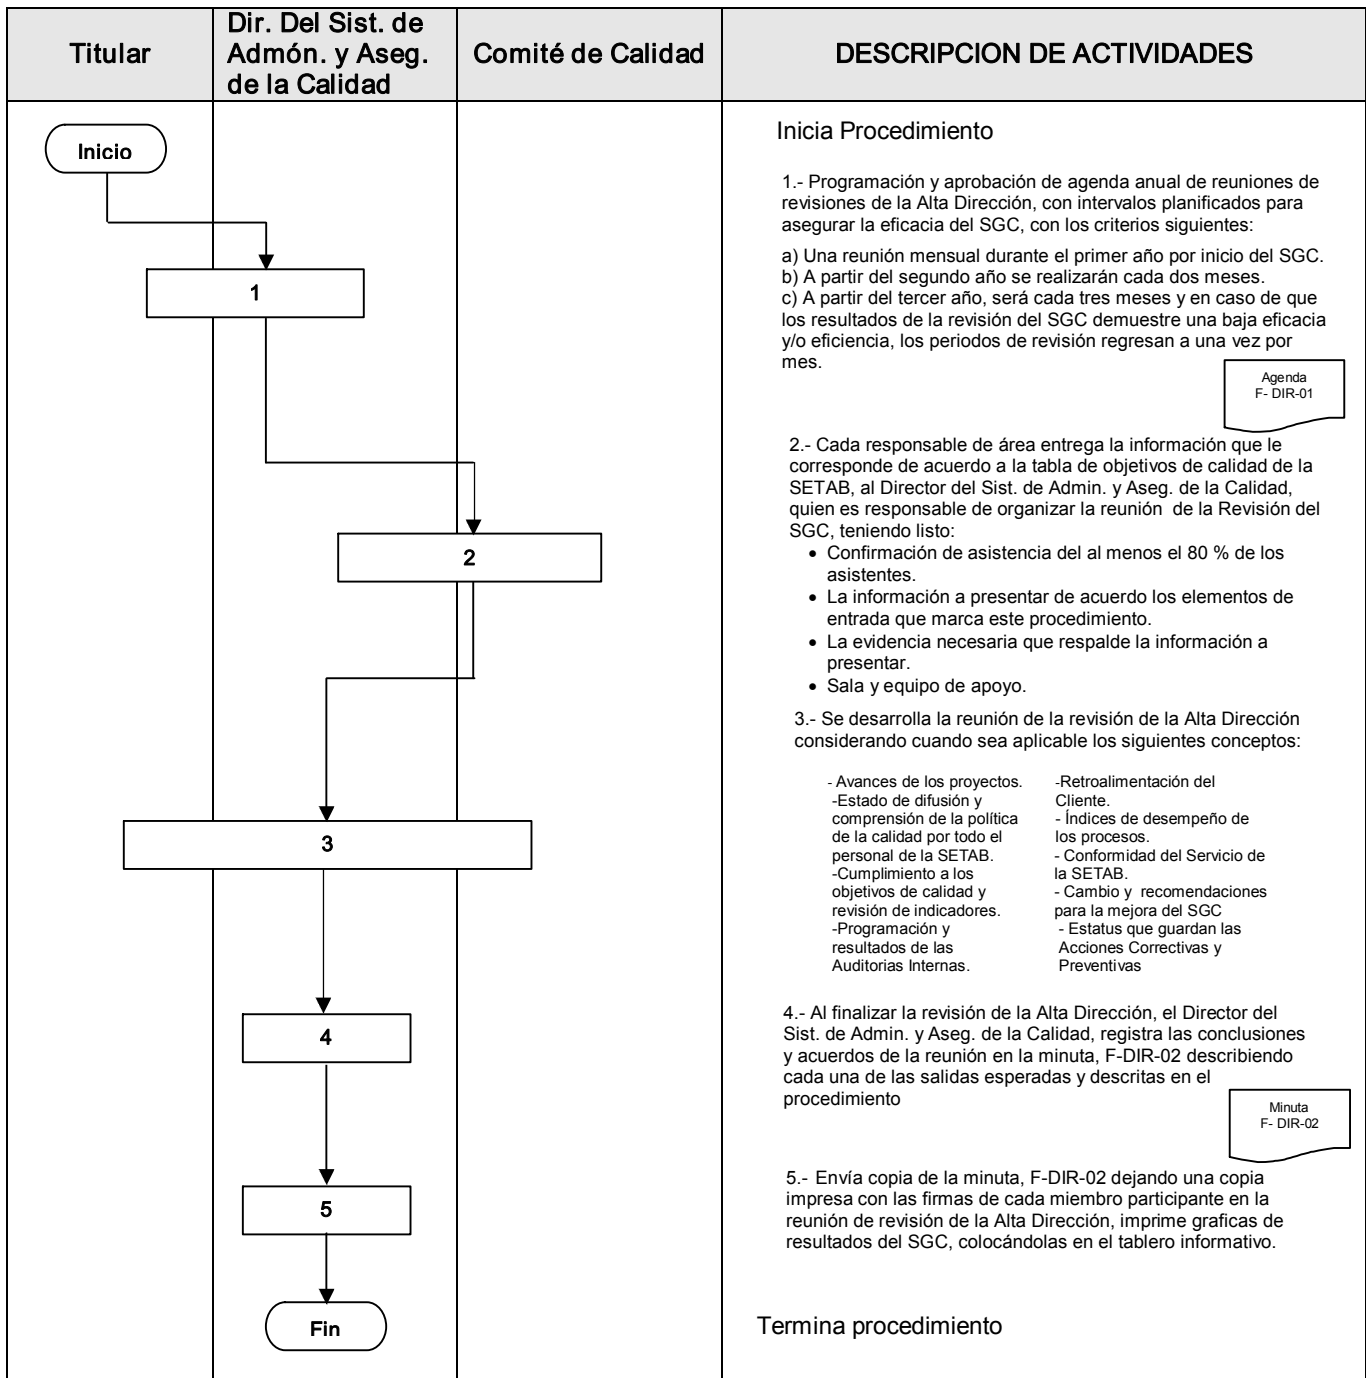 Titular
Dir. Del Sist. de
Admón. y Aseg.
de la Calidad
Comité de Calidad
DESCRIPCION DE ACTIVIDADES
Inicio
1
2
3
4
5
Fin
Inicia Procedimiento
1.- Programación y aprobación de agenda anual de reuniones de
revisiones de la Alta Dirección, con intervalos planificados para
asegurar la eficacia del SGC, con los criterios siguientes:
a) Una reunión mensual durante el primer año por inicio del SGC.
b) A partir del segundo año se realizarán cada dos meses.
c) A partir del tercer año, será cada tres meses y en caso de que
los resultados de la revisión del SGC demuestre una baja eficacia
y/o eficiencia, los periodos de revisión regresan a una vez por
mes.
Agenda
F- DIR-01
2.- Cada responsable de área entrega la información que le
corresponde de acuerdo a la tabla de objetivos de calidad de la
SETAB, al Director del Sist. de Admin. y Aseg. de la Calidad,
quien es responsable de organizar la reunión de la Revisión del
SGC, teniendo listo:
• Confirmación de asistencia del al menos el 80 % de los
asistentes.
• La información a presentar de acuerdo los elementos de
entrada que marca este procedimiento.
• La evidencia necesaria que respalde la información a
presentar.
• Sala y equipo de apoyo.
3.- Se desarrolla la reunión de la revisión de la Alta Dirección
considerando cuando sea aplicable los siguientes conceptos:
- Avances de los proyectos.
-Estado de difusión y
comprensión de la política
de la calidad por todo el
personal de la SETAB.
-Cumplimiento a los
objetivos de calidad y
revisión de indicadores.
-Programación y
resultados de las
Auditorias Internas.
-Retroalimentación del
Cliente.
- Índices de desempeño de
los procesos.
- Conformidad del Servicio de
la SETAB.
- Cambio y recomendaciones
para la mejora del SGC
- Estatus que guardan las
Acciones Correctivas y
Preventivas
4.- Al finalizar la revisión de la Alta Dirección, el Director del
Sist. de Admin. y Aseg. de la Calidad, registra las conclusiones
y acuerdos de la reunión en la minuta, F-DIR-02 describiendo
cada una de las salidas esperadas y descritas en el
procedimiento
Minuta
F- DIR-02
5.- Envía copia de la minuta, F-DIR-02 dejando una copia
impresa con las firmas de cada miembro participante en la
reunión de revisión de la Alta Dirección, imprime graficas de
resultados del SGC, colocándolas en el tablero informativo.
Termina procedimiento